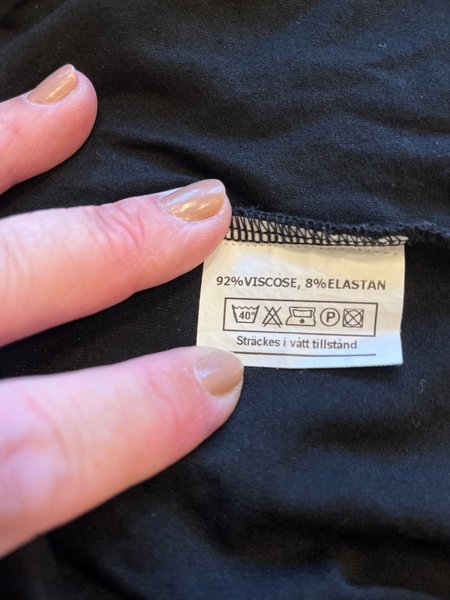 92%VISCOSE, 8%ELASTAN
40° P
Sträckes i vått tillstånd